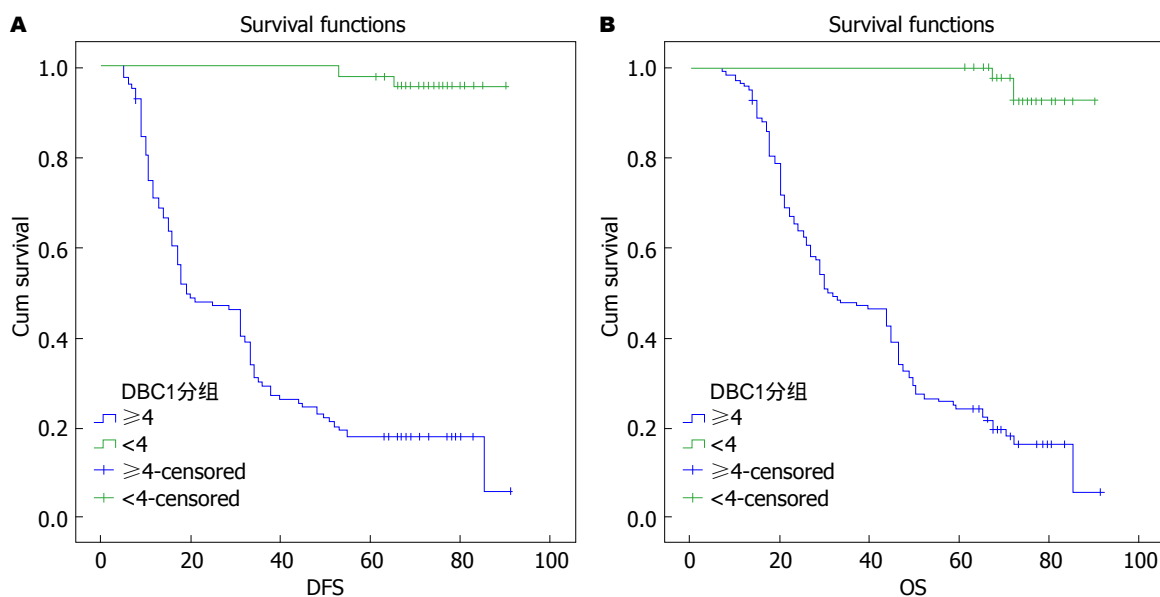 A
Survival functions
Cum survival
1.0
0.8
0.6
0.4
0.2
0.0
DBC1分组
≥4
<4
≥4-censored
<4-censored
0 20 40 60 80 100
DFS
B
Survival functions
Cum survival
1.0
0.8
0.6
0.4
0.2
0.0
DBC1分组
≥4
<4
≥4-censored
<4-censored
0 20 40 60 80 100
OS